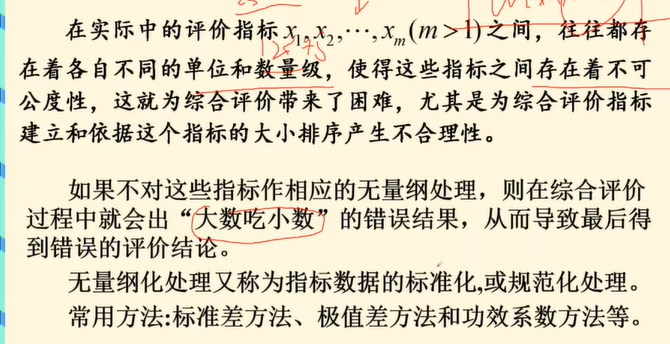 在实际中的评价指标x₁,x₂,⋯,xₘ(m>1)之间，往往都存
在着各自不同的单位和数量级，使得这些指标之间存在着不可
公度性，这就为综合评价带来了困难，尤其是为综合评价指标
建立和依据这个指标的大小排序产生不合理性。
如果不对这些指标作相应的无量纲处理，则在综合评价
过程中就会出“大数吃小数”的错误结果，从而导致最后得
到错误的评价结论。
无量纲化处理又称为指标数据的标准化,或规范化处理。
常用方法:标准差方法、极值差方法和功效系数方法等。